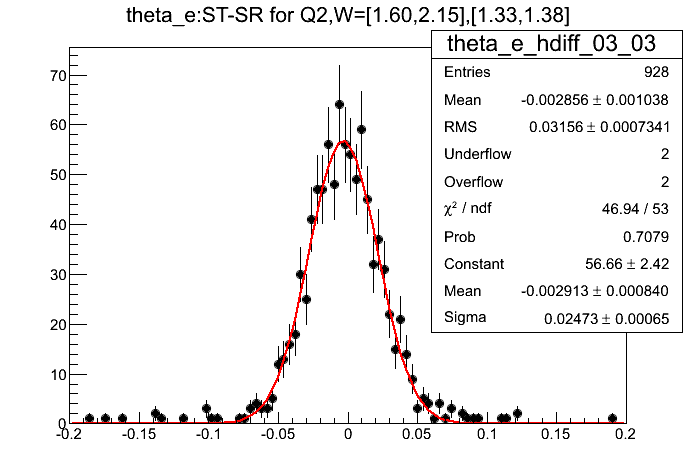 theta_e:ST-SR for Q2,W=[1.60,2.15],[1.33,1.38]
theta_e_hdiff_03_03
Entries 928
Mean -0.002856 ± 0.001038
RMS 0.03156 ± 0.0007341
Underflow 2
Overflow 2
χ² / ndf 46.94 / 53
Prob 0.7079
Constant 56.66 ± 2.42
Mean -0.002913 ± 0.000840
Sigma 0.02473 ± 0.00065
70
60
50
40
30
20
10
0
-0.2 -0.15 -0.1 -0.05 0 0.05 0.1 0.15 0.2